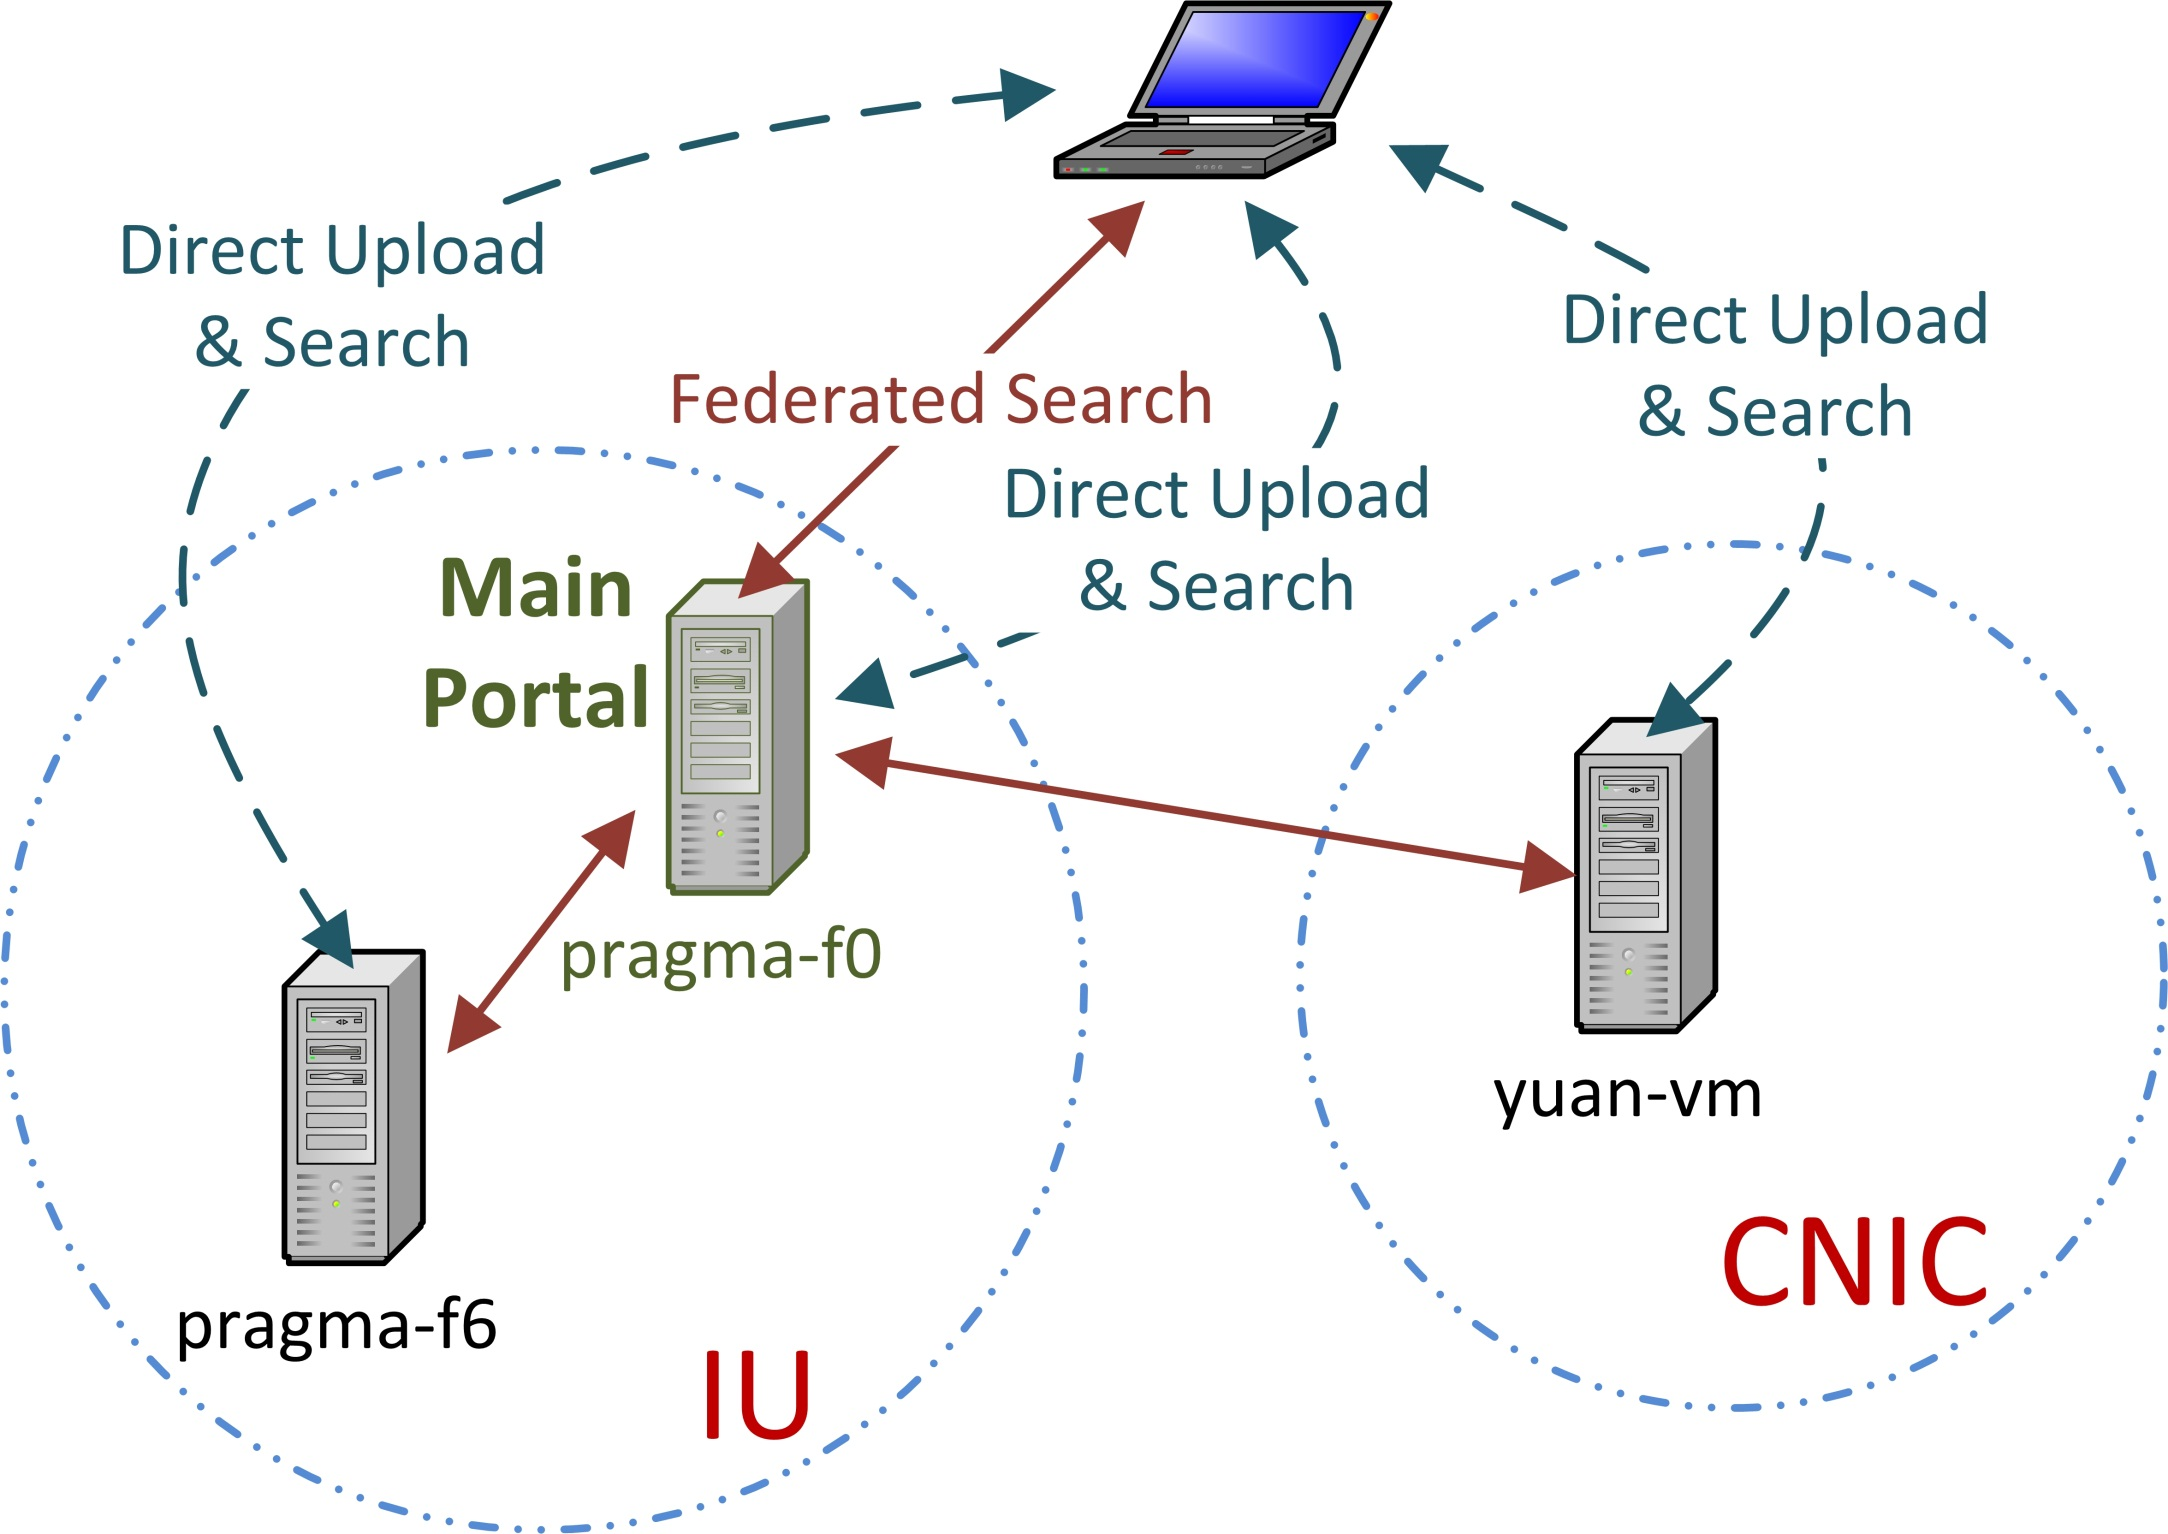 Direct Upload
& Search
Federated Search
Direct Upload
& Search
Direct Upload
& Search
Main
Portal
pragma-f0
yuan-vm
pragma-f6
CNIC
IU